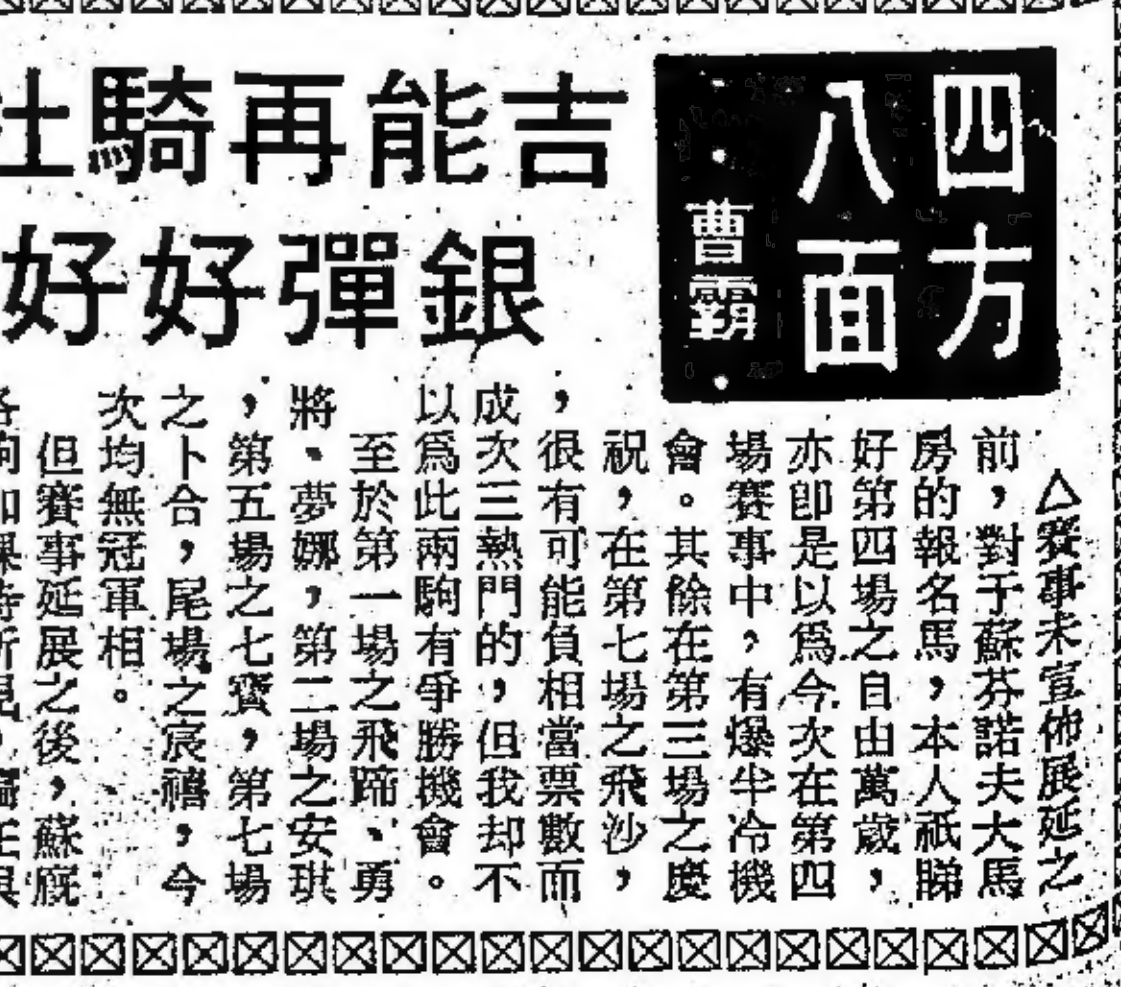 四方
八面
·曹霸·
吉能再騎
銀彈好好
△賽事未宣佈展延之
前，對于蘇芬諾夫大馬
房的報名馬，本人祇睇
好第四場之自由萬歲，
亦即是以爲今次在第四
場賽事中，有爆半冷機
會。其餘在第三場之慶
祝，在第七場之飛沙，
，很有可能負相當票數而
成次三熱門的，但我却不
以爲此兩駒有爭勝機會。
至於第一場之飛蹄、勇
將、夢娜，第二場之安琪
，第五場之七寳，第七場
之卜合，尾場之宸禧，今
次均無冠軍相。
但賽事延展之後，蘇廐